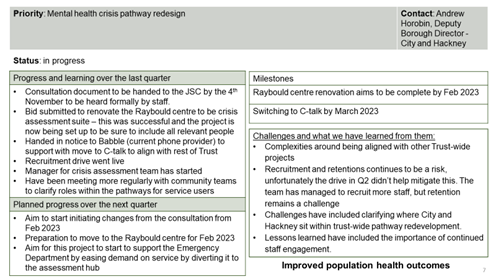 Priority: Mental health crisis pathway redesign
Contact: Andrew
Horobin, Deputy
Borough Director -
City and Hackney
Status: in progress
Progress and learning over the last quarter
• Consultation document to be handed to the JSC by the 4th
November to be heard formally by staff.
• Bid submitted to renovate the Raybould centre to be crisis
assessment suite – this was successful and the project is
now being set up to be sure to include all relevant people
• Handed in notice to Babble (current phone provider) to
support with move to C-talk to align with rest of Trust
• Recruitment drive went live
• Manager for crisis assessment team has started
• Have been meeting more regularly with community teams
to clarify roles within the pathways for service users
Planned progress over the next quarter
• Aim to start initiating changes from the consultation from
Feb 2023
• Preparation to move to the Raybould centre for Feb 2023
• Aim for this project to start to support the Emergency
Department by easing demand on service by diverting it to
the assessment hub
Milestones
Raybould centre renovation aims to be complete by Feb 2023
Switching to C-talk by March 2023
Challenges and what we have learned from them:
• Complexities around being aligned with other Trust-wide
projects
• Recruitment and retentions continues to be a risk,
unfortunately the drive in Q2 didn't help mitigate this. The
team has managed to recruit more staff, but retention
remains a challenge
• Challenges have included clarifying where City and
Hackney sit within trust-wide pathway redevelopment.
• Lessons learned have included the importance of continued
staff engagement.
Improved population health outcomes